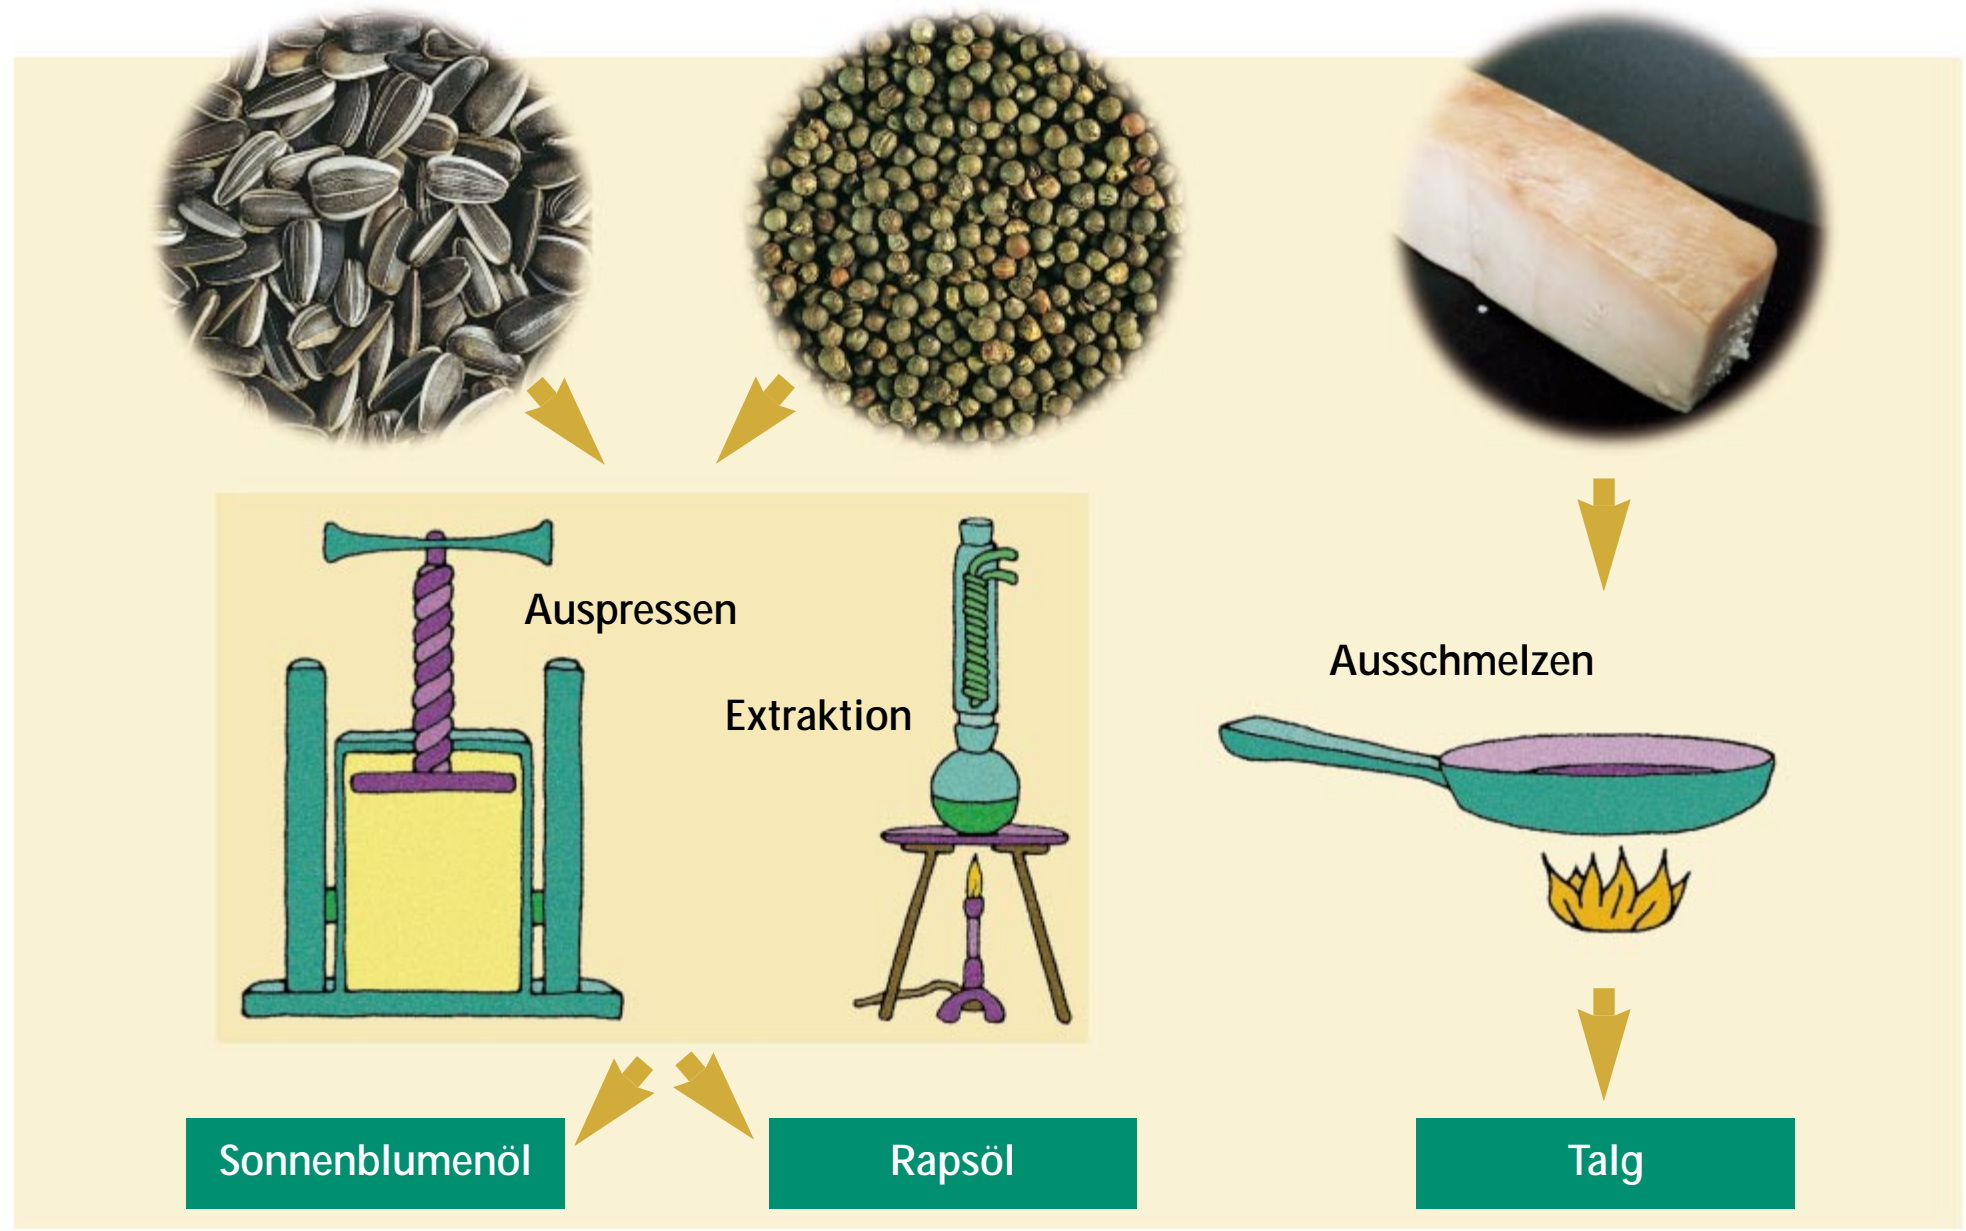 Auspressen
Extraktion
Ausschmelzen
Sonnenblumenöl
Rapsöl
Talg